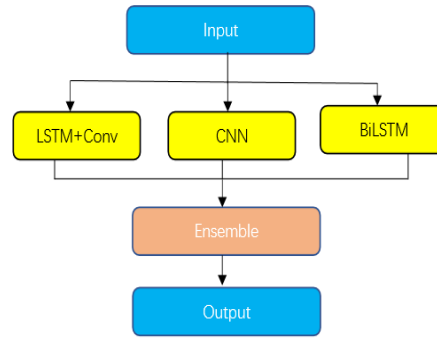 Input
LSTM+Conv
CNN
BiLSTM
Ensemble
Output